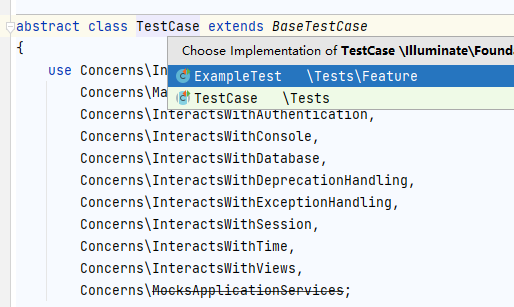 abstract class TestCase extends BaseTestCase
{
Choose Implementation of TestCase \Illuminate\Found
use Concerns\In
ExampleTest \Tests\Feature
Concerns\Ma
TestCase \Tests
Concerns\InteractsWithAuthentication,
Concerns\InteractsWithConsole,
Concerns\InteractsWithDatabase,
Concerns\InteractsWithDeprecationHandling,
Concerns\InteractsWithExceptionHandling,
Concerns\InteractsWithSession,
Concerns\InteractsWithTime,
Concerns\InteractsWithViews,
Concerns\MocksApplicationServices;